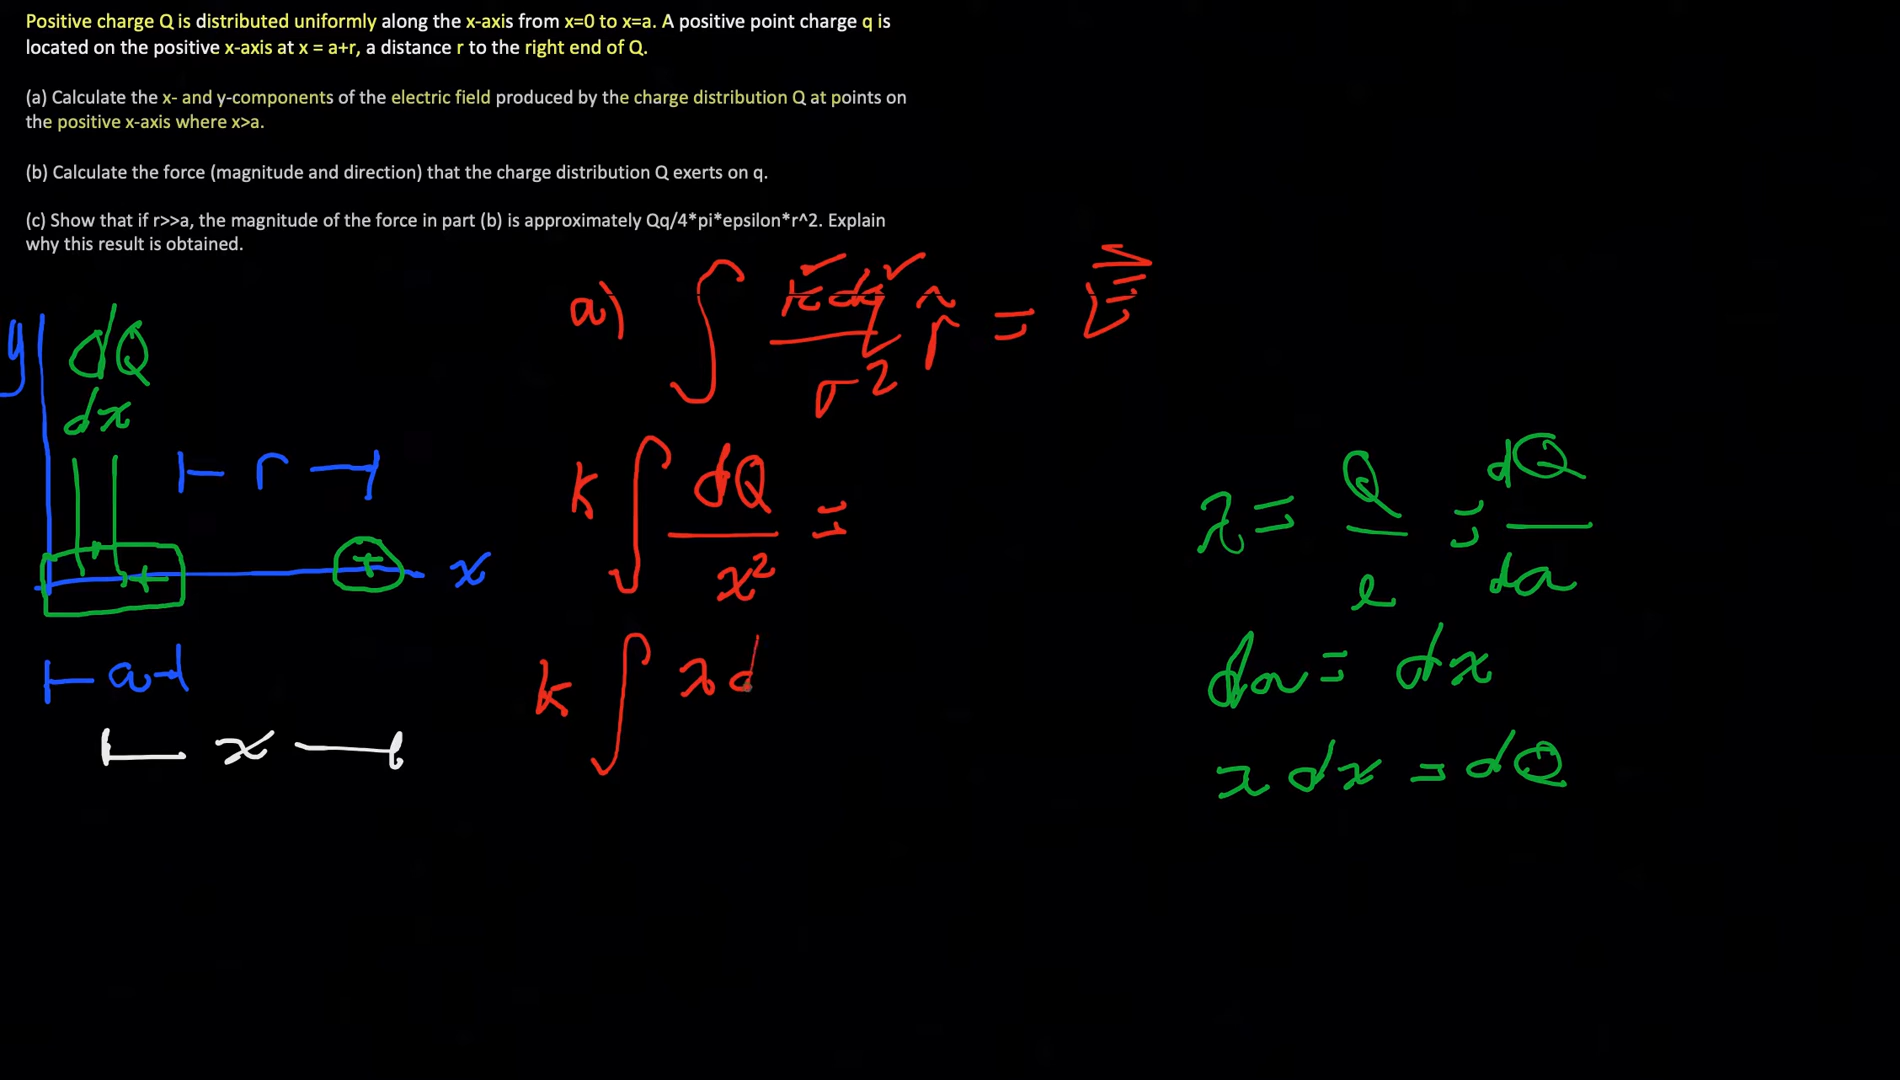 Positive charge Q is distributed uniformly along the x-axis from x=0 to x=a. A positive point charge q is
located on the positive x-axis at x = a+r, a distance r to the right end of Q.
(a) Calculate the x- and y-components of the electric field produced by the charge distribution Q at points on
the positive x-axis where x>a.
(b) Calculate the force (magnitude and direction) that the charge distribution Q exerts on q.
(c) Show that if r>>a, the magnitude of the force in part (b) is approximately Qq/4*pi*epsilon*r^2. Explain
why this result is obtained.
a) ∫ k dq / r² r̂ = E⃗
y
dQ
dx
r
+ + +
x
a
x
k ∫ dQ / x² =
k ∫ λ d
λ = Q / l = dQ / da
da = dx
λ dx = dQ